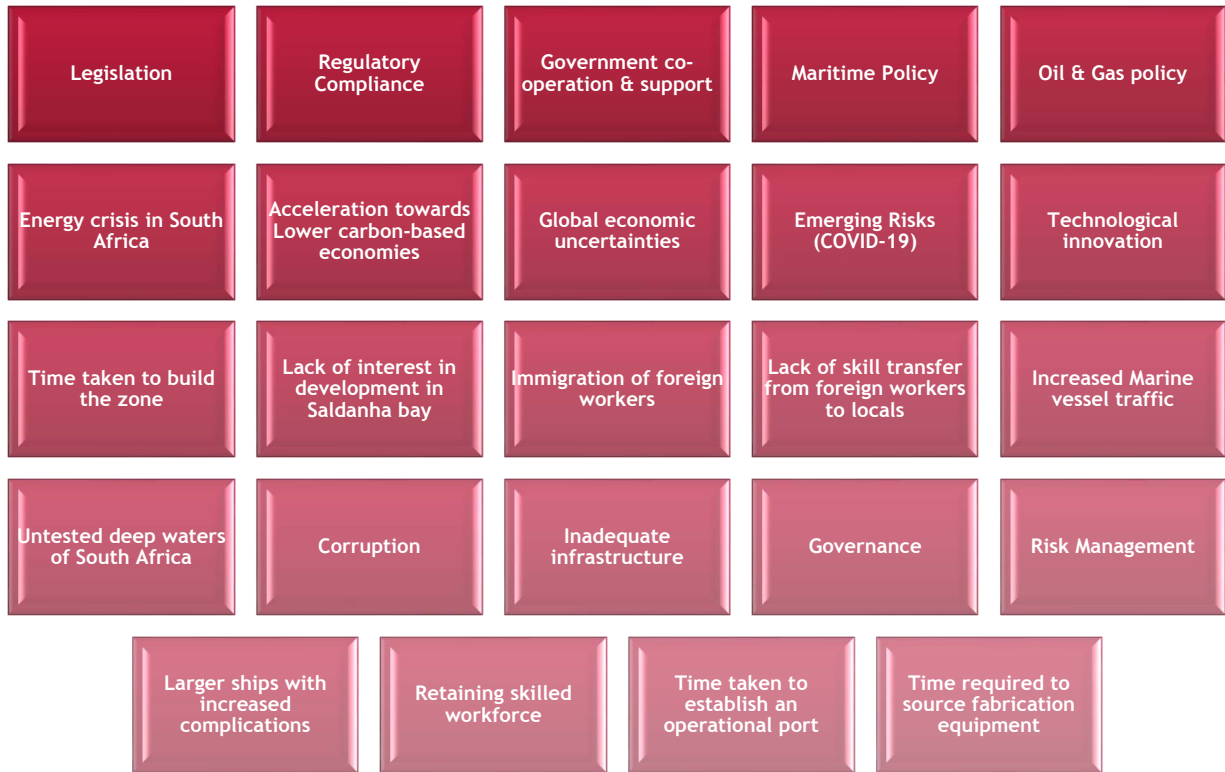 Legislation
Regulatory
Compliance
Government co-
operation & support
Maritime Policy
Oil & Gas policy
Energy crisis in South
Africa
Acceleration towards
Lower carbon-based
economies
Global economic
uncertainties
Emerging Risks
(COVID-19)
Technological
innovation
Time taken to build
the zone
Lack of interest in
development in
Saldanha bay
Immigration of foreign
workers
Lack of skill transfer
from foreign workers
to locals
Increased Marine
vessel traffic
Untested deep waters
of South Africa
Corruption
Inadequate
infrastructure
Governance
Risk Management
Larger ships with
increased
complications
Retaining skilled
workforce
Time taken to
establish an
operational port
Time required to
source fabrication
equipment